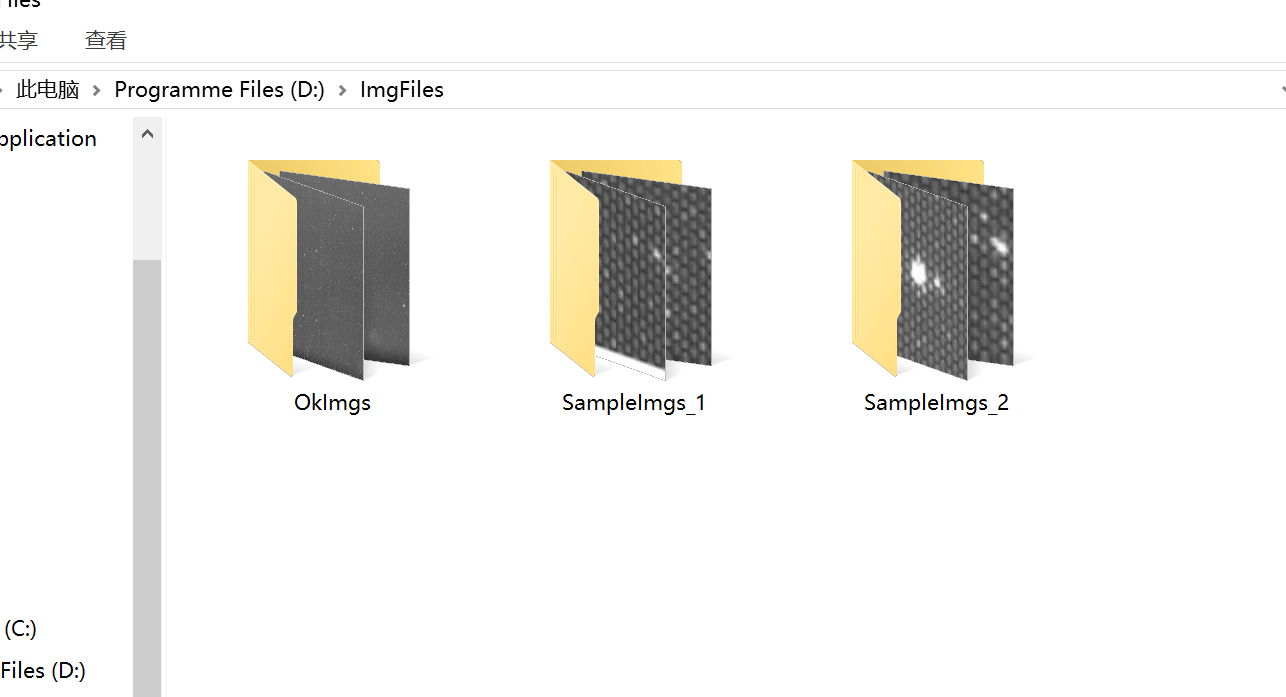 共享 查看
此电脑 > Programme Files (D:) > ImgFiles
OkImgs SampleImgs_1 SampleImgs_2
(C:)
Files (D:)